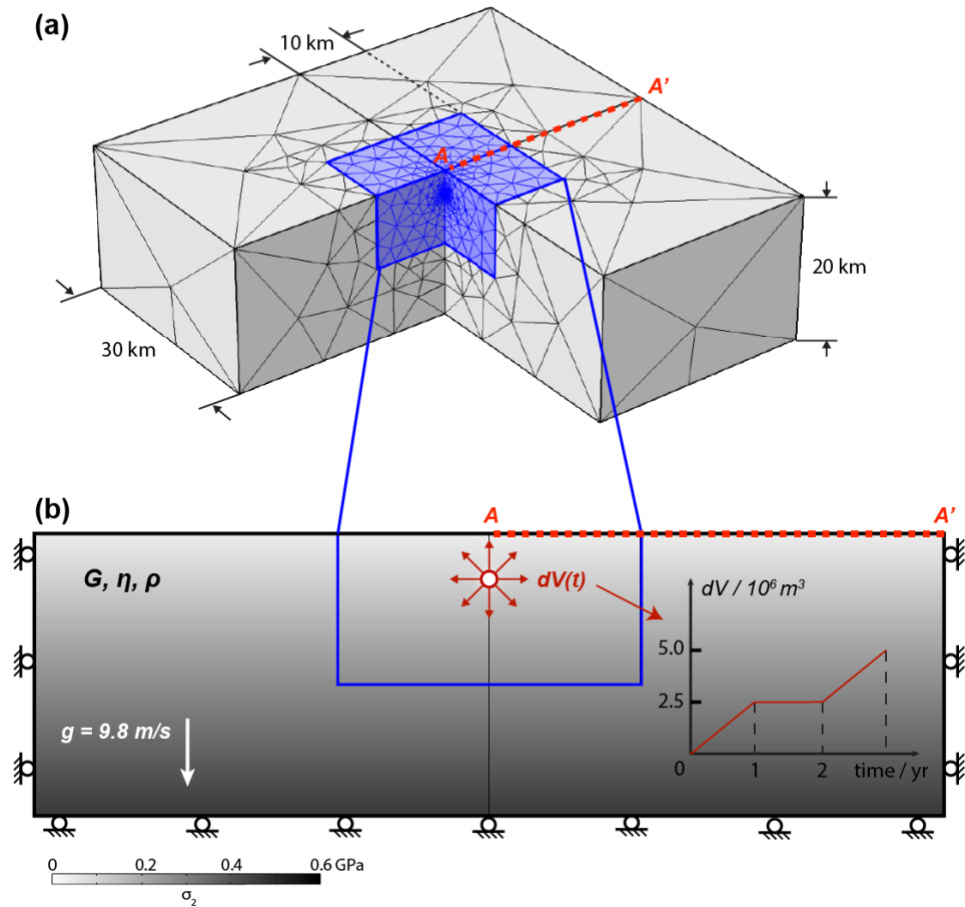 (a)
10 km
A'
A
20 km
30 km
(b)
A
A'
G, η, ρ
dV(t)
dV / 10⁶ m³
5.0
2.5
g = 9.8 m/s
0
1
2
time / yr
0
0.2
0.4
0.6 GPa
σ₂